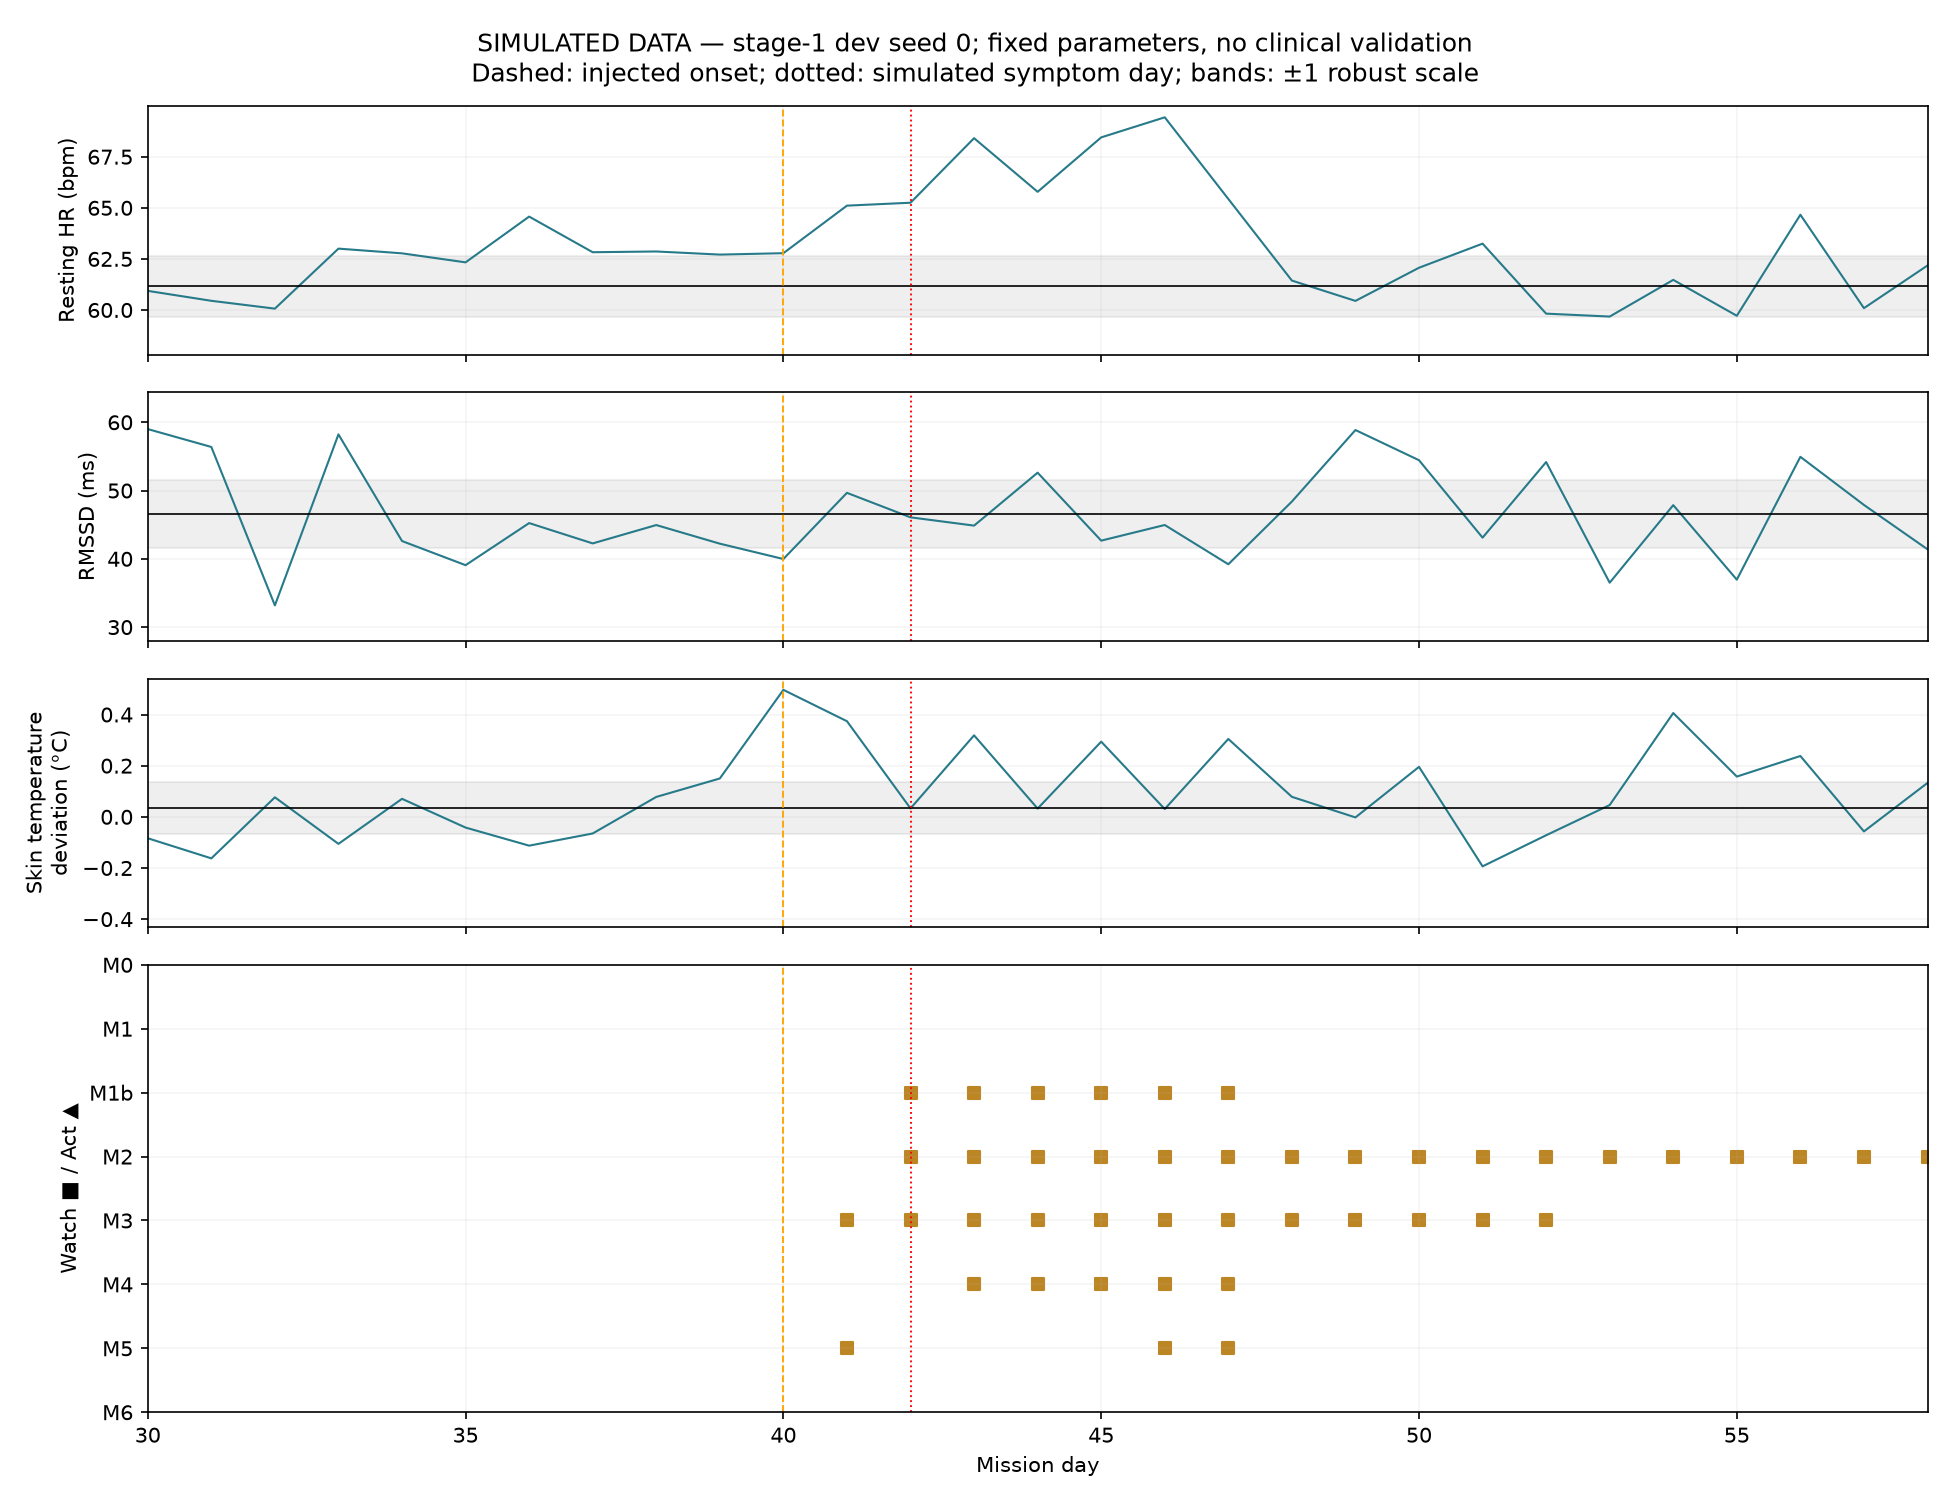 SIMULATED DATA — stage-1 dev seed 0; fixed parameters, no clinical validation
Dashed: injected onset; dotted: simulated symptom day; bands: ±1 robust scale
Resting HR (bpm)
67.5
65.0
62.5
60.0
RMSSD (ms)
60
50
40
30
Skin temperature
deviation (°C)
0.4
0.2
0.0
−0.2
−0.4
Watch ■ / Act ▲
M0
M1
M1b
M2
M3
M4
M5
M6
30 35 40 45 50 55
Mission day